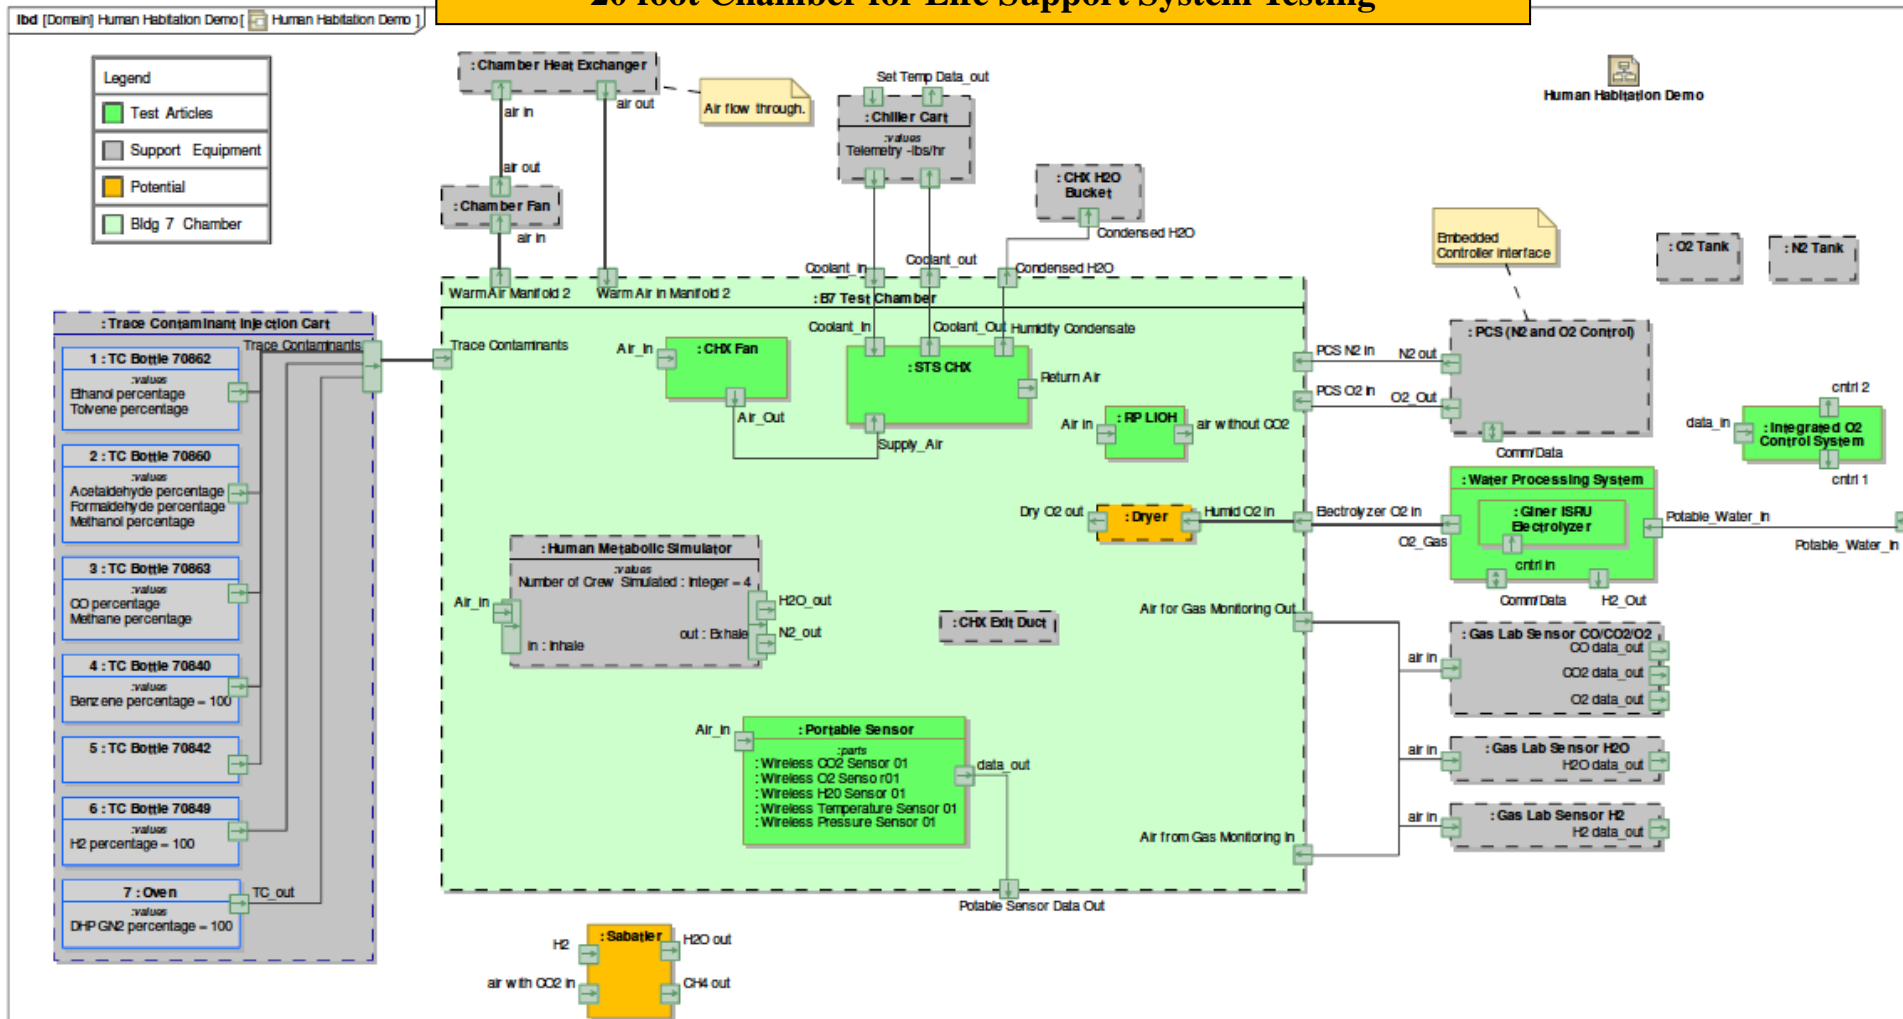 20 foot Chamber for Life Support System Testing
ibd [Domain] Human Habitation Demo[ Human Habitation Demo ]
Legend
Test Articles
Support Equipment
Potential
Bldg 7 Chamber
: Chamber Heat Exchanger
air in
air out
Air flow through.
air out
: Chamber Fan
air in
Set Temp Data_out
: Chiller Cart
:values
Telemetry -lbs/hr
: CHX H2O
Bucket
Condensed H2O
Human Habitation Demo
Embedded
Controller interface
: O2 Tank
: N2 Tank
Coolant_in
Coolant_out
Condensed H2O
Warm Air Manifold 2
Warm Air in Manifold 2
: B7 Test Chamber
: Trace Contaminant Injection Cart
Trace Contaminants
1 : TC Bottle 70862
:values
Ethanol percentage
Tolvene percentage
2 : TC Bottle 70860
:values
Acetaldehyde percentage
Formaldehyde percentage
Methanol percentage
3 : TC Bottle 70863
:values
CO percentage
Methane percentage
4 : TC Bottle 70840
:values
Benzene percentage = 100
5 : TC Bottle 70842
6 : TC Bottle 70849
:values
H2 percentage = 100
7 : Oven
:values
DHP GN2 percentage = 100
TC_out
Trace Contaminants
Air_in
: CHX Fan
Air_Out
Coolant_in
Coolant_Out
Humidity Condensate
: STS CHX
Return Air
Supply_Air
Air in
: RP LIOH
air without CO2
PCS N2 in
N2 out
PCS O2 in
O2_Out
: PCS (N2 and O2 Control)
Comm/Data
cntrl 2
data_in
: Integrated O2
Control System
cntrl 1
Dry O2 out
: Dryer
Humid O2 in
Electrolyzer O2 in
O2_Gas
: Water Processing System
: Giner ISRU
Electrolyzer
cntrl in
Comm/Data
H2_Out
Potable_Water_in
Potable_Water_in
: Human Metabolic Simulator
:values
Number of Crew Simulated : Integer = 4
Air_in
in : Inhale
out : Exhale
H2O_out
N2_out
: CHX Exit Duct
Air for Gas Monitoring Out
air in
: Gas Lab Sensor CO/CO2/O2
CO data_out
CO2 data_out
O2 data_out
air in
: Gas Lab Sensor H2O
H2O data_out
air in
: Gas Lab Sensor H2
H2 data_out
Air from Gas Monitoring In
Air_in
: Portable Sensor
:parts
: Wireless CO2 Sensor 01
: Wireless O2 Senso r01
: Wireless H20 Sensor 01
: Wireless Temperature Sensor 01
: Wireless Pressure Sensor 01
data_out
Potable Sensor Data Out
H2
: Sabatier
H2O out
air with CO2 in
CH4 out